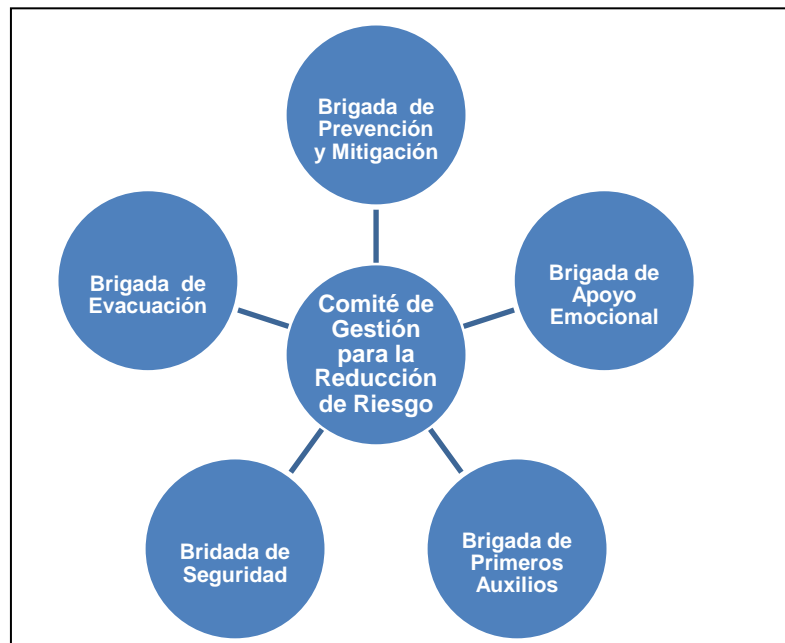 Brigada de
Prevención
y Mitigación
Brigada de
Evacuación
Brigada de
Apoyo
Emocional
Comité de
Gestión
para la
Reducción
de Riesgo
Bridada de
Seguridad
Brigada de
Primeros
Auxilios